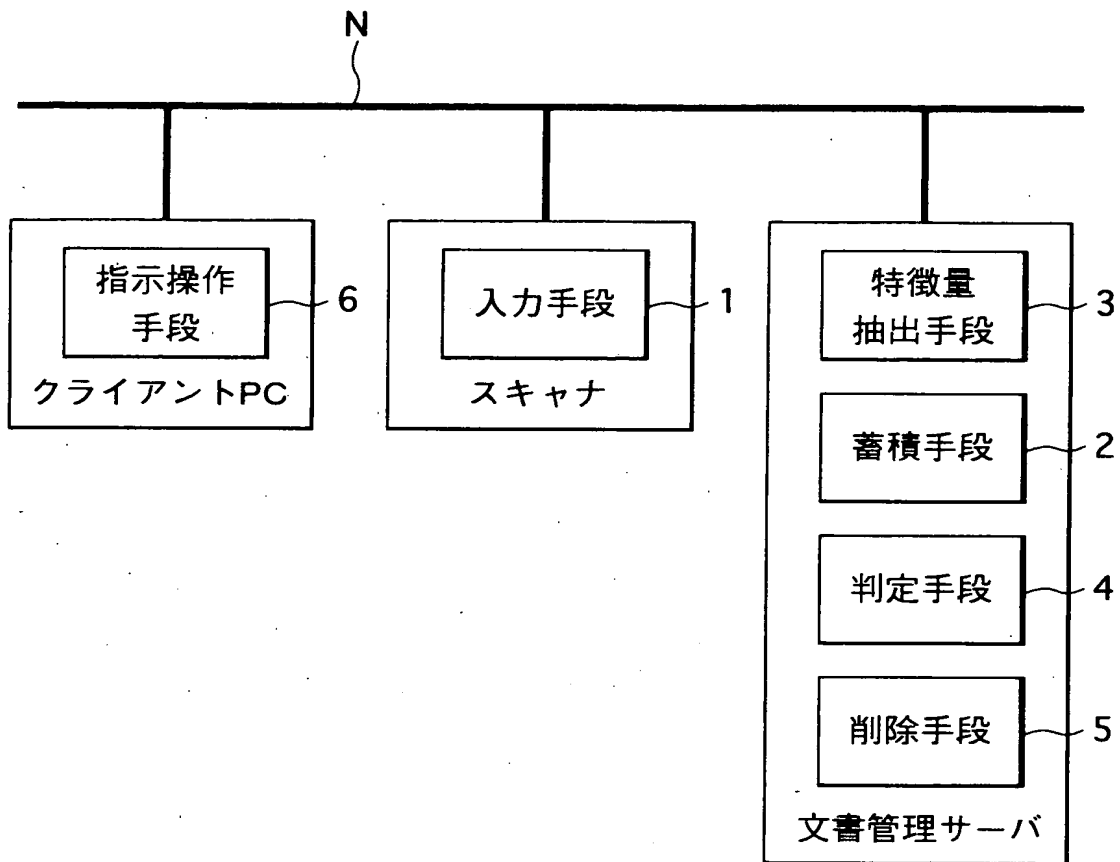 N
指示操作
手段
6
クライアントPC
入力手段
1
スキャナ
特徴量
抽出手段
3
蓄積手段
2
判定手段
4
削除手段
5
文書管理サーバ